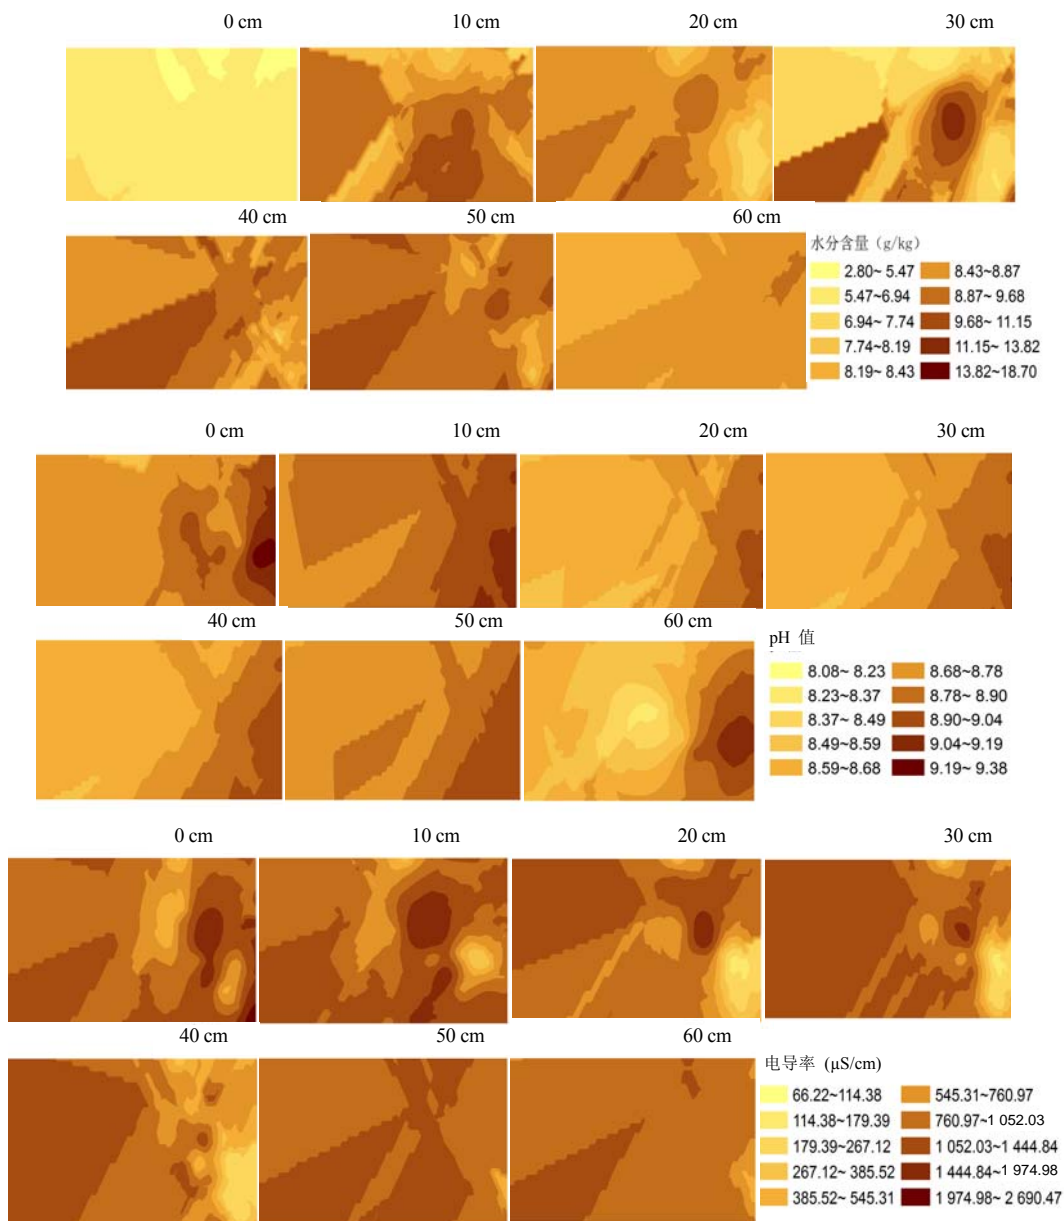 0 cm 10 cm 20 cm 30 cm
40 cm 50 cm 60 cm
水分含量（g/kg）
2.80~ 5.47 8.43~8.87
5.47~6.94 8.87~ 9.68
6.94~ 7.74 9.68~ 11.15
7.74~8.19 11.15~ 13.82
8.19~ 8.43 13.82~18.70
0 cm 10 cm 20 cm 30 cm
40 cm 50 cm 60 cm
pH 值
8.08~ 8.23 8.68~8.78
8.23~8.37 8.78~ 8.90
8.37~ 8.49 8.90~9.04
8.49~8.59 9.04~9.19
8.59~8.68 9.19~ 9.38
0 cm 10 cm 20 cm 30 cm
40 cm 50 cm 60 cm
电导率 (μS/cm)
66.22~114.38 545.31~760.97
114.38~179.39 760.97~1 052.03
179.39~267.12 1 052.03~1 444.84
267.12~ 385.52 1 444.84~1 974.98
385.52~ 545.31 1 974.98~ 2 690.47